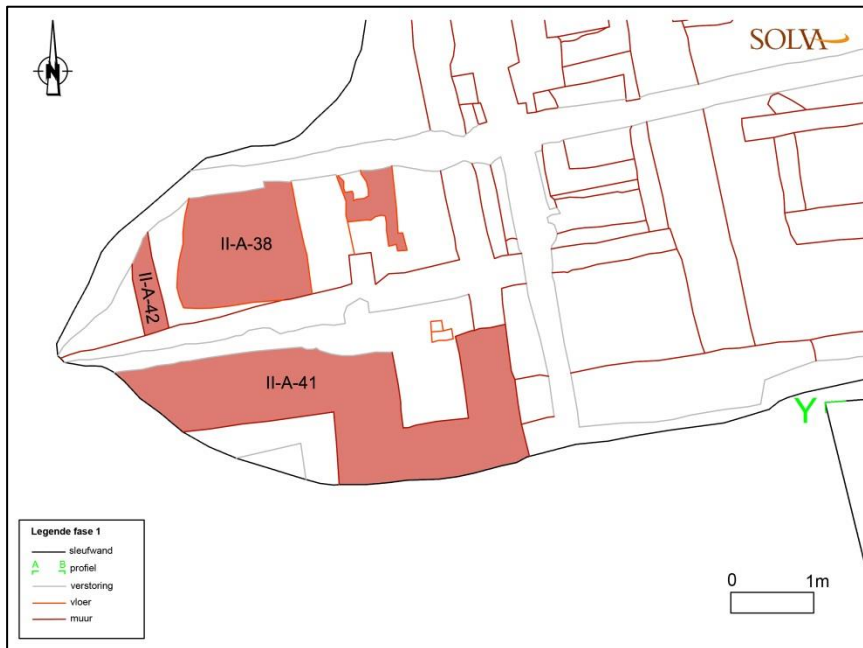 N
SOLVA
II-A-38
II-A-42
II-A-41
Y
Legende fase 1
sleufwand
A B profiel
verstoring
vloer
muur
0 1m